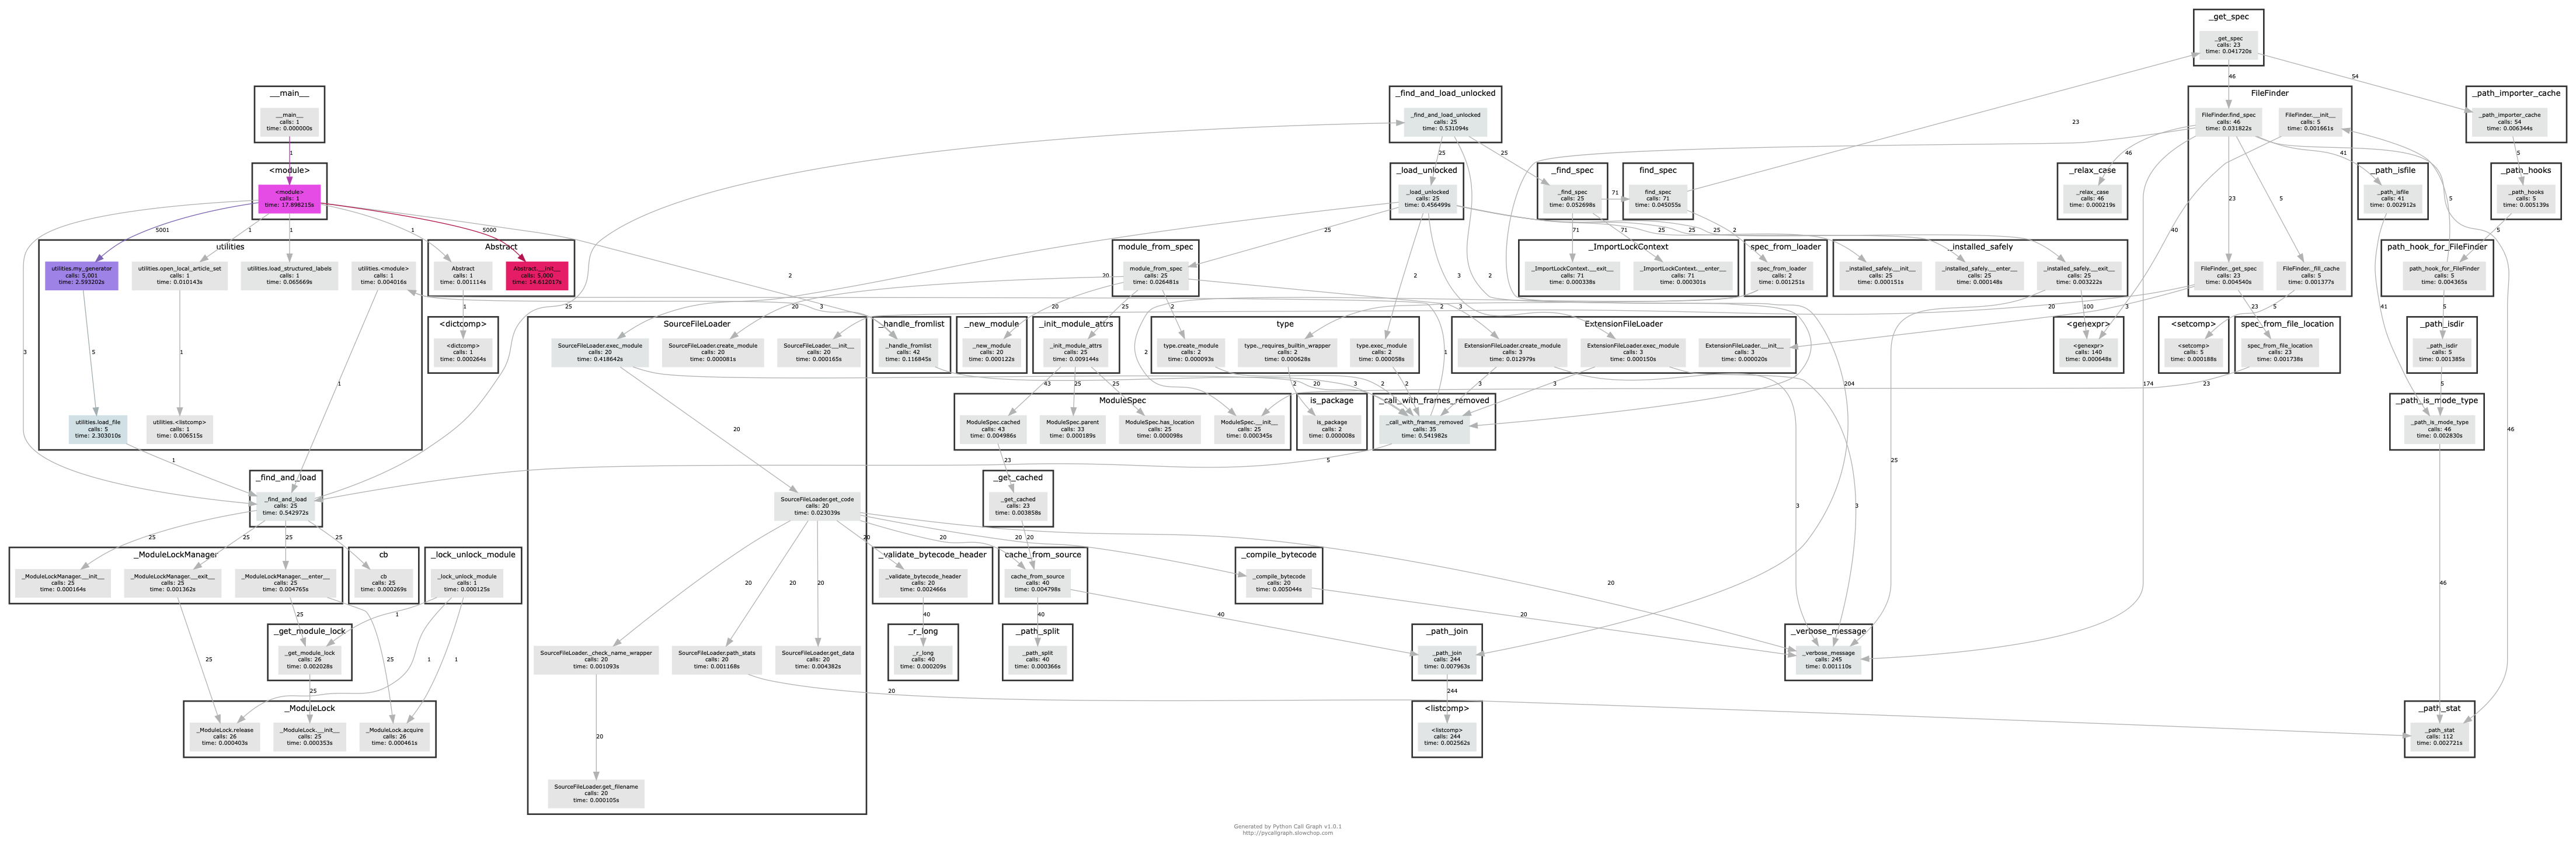 _get_spec
_get_spec
calls: 23
time: 0.041720s
46
54
__main__
__main__
calls: 1
time: 0.000000s
1
_find_and_load_unlocked
_find_and_load_unlocked
calls: 25
time: 0.531094s
25
25
2
23
FileFinder
FileFinder.find_spec
calls: 46
time: 0.031822s
FileFinder.__init__
calls: 5
time: 0.001661s
46
41
23
5
FileFinder._get_spec
calls: 23
time: 0.004540s
FileFinder._fill_cache
calls: 5
time: 0.001377s
_path_importer_cache
_path_importer_cache
calls: 54
time: 0.006344s
5
<module>
<module>
calls: 1
time: 17.898215s
5001
1
1
1
5000
2
3
_load_unlocked
_load_unlocked
calls: 25
time: 0.456499s
25
25
25
25
20
3
2
_find_spec
_find_spec
calls: 25
time: 0.052698s
71
71
71
find_spec
find_spec
calls: 71
time: 0.045055s
2
_relax_case
_relax_case
calls: 46
time: 0.000219s
_path_isfile
_path_isfile
calls: 41
time: 0.002912s
41
_path_hooks
_path_hooks
calls: 5
time: 0.005139s
5
utilities
utilities.my_generator
calls: 5,001
time: 2.593202s
utilities.open_local_article_set
calls: 1
time: 0.010143s
utilities.load_structured_labels
calls: 1
time: 0.065669s
utilities.<module>
calls: 1
time: 0.004016s
5
1
1
3
utilities.load_file
calls: 5
time: 2.303010s
utilities.<listcomp>
calls: 1
time: 0.006515s
1
Abstract
Abstract
calls: 1
time: 0.001114s
Abstract.__init__
calls: 5,000
time: 14.612017s
1
25
module_from_spec
module_from_spec
calls: 25
time: 0.026481s
20
20
25
2
3
_ImportLockContext
_ImportLockContext.__exit__
calls: 71
time: 0.000338s
_ImportLockContext.__enter__
calls: 71
time: 0.000301s
spec_from_loader
spec_from_loader
calls: 2
time: 0.001251s
2
2
_installed_safely
_installed_safely.__init__
calls: 25
time: 0.000151s
_installed_safely.__enter__
calls: 25
time: 0.000148s
_installed_safely.__exit__
calls: 25
time: 0.003222s
100
25
40
20
3
23
5
5
path_hook_for_FileFinder
path_hook_for_FileFinder
calls: 5
time: 0.004365s
5
<dictcomp>
<dictcomp>
calls: 1
time: 0.000264s
SourceFileLoader
SourceFileLoader.exec_module
calls: 20
time: 0.418642s
SourceFileLoader.create_module
calls: 20
time: 0.000081s
SourceFileLoader.__init__
calls: 20
time: 0.000165s
20
20
SourceFileLoader.get_code
calls: 20
time: 0.023039s
20
20
20
20
20
20
20
SourceFileLoader._check_name_wrapper
calls: 20
time: 0.001093s
SourceFileLoader.path_stats
calls: 20
time: 0.001168s
SourceFileLoader.get_data
calls: 20
time: 0.004382s
20
20
SourceFileLoader.get_filename
calls: 20
time: 0.000105s
_handle_fromlist
_handle_fromlist
calls: 42
time: 0.116845s
3
_new_module
_new_module
calls: 20
time: 0.000122s
_init_module_attrs
_init_module_attrs
calls: 25
time: 0.009144s
43
25
25
type
type.create_module
calls: 2
time: 0.000093s
type._requires_builtin_wrapper
calls: 2
time: 0.000628s
type.exec_module
calls: 2
time: 0.000058s
2
2
2
1
ExtensionFileLoader
ExtensionFileLoader.create_module
calls: 3
time: 0.012979s
ExtensionFileLoader.exec_module
calls: 3
time: 0.000150s
ExtensionFileLoader.__init__
calls: 3
time: 0.000020s
3
3
3
3
204
174
<genexpr>
<genexpr>
calls: 140
time: 0.000648s
<setcomp>
<setcomp>
calls: 5
time: 0.000188s
spec_from_file_location
spec_from_file_location
calls: 23
time: 0.001738s
23
_path_isdir
_path_isdir
calls: 5
time: 0.001385s
5
ModuleSpec
ModuleSpec.cached
calls: 43
time: 0.004986s
ModuleSpec.parent
calls: 33
time: 0.000189s
ModuleSpec.has_location
calls: 25
time: 0.000098s
ModuleSpec.__init__
calls: 25
time: 0.000345s
23
is_package
is_package
calls: 2
time: 0.000008s
_call_with_frames_removed
_call_with_frames_removed
calls: 35
time: 0.541982s
5
_path_is_mode_type
_path_is_mode_type
calls: 46
time: 0.002830s
46
46
_find_and_load
_find_and_load
calls: 25
time: 0.542972s
25
25
25
25
_get_cached
_get_cached
calls: 23
time: 0.003858s
20
_ModuleLockManager
_ModuleLockManager.__init__
calls: 25
time: 0.000164s
_ModuleLockManager.__exit__
calls: 25
time: 0.001362s
_ModuleLockManager.__enter__
calls: 25
time: 0.004765s
25
25
25
cb
cb
calls: 25
time: 0.000269s
_lock_unlock_module
_lock_unlock_module
calls: 1
time: 0.000125s
1
1
1
_validate_bytecode_header
_validate_bytecode_header
calls: 20
time: 0.002466s
40
cache_from_source
cache_from_source
calls: 40
time: 0.004798s
40
40
_compile_bytecode
_compile_bytecode
calls: 20
time: 0.005044s
20
_get_module_lock
_get_module_lock
calls: 26
time: 0.002028s
25
_r_long
_r_long
calls: 40
time: 0.000209s
_path_split
_path_split
calls: 40
time: 0.000366s
_path_join
_path_join
calls: 244
time: 0.007963s
244
_verbose_message
_verbose_message
calls: 245
time: 0.001110s
_ModuleLock
_ModuleLock.release
calls: 26
time: 0.000403s
_ModuleLock.__init__
calls: 25
time: 0.000353s
_ModuleLock.acquire
calls: 26
time: 0.000461s
<listcomp>
<listcomp>
calls: 244
time: 0.002562s
_path_stat
_path_stat
calls: 112
time: 0.002721s
Generated by Python Call Graph v1.0.1
http://pycallgraph.slowchop.com